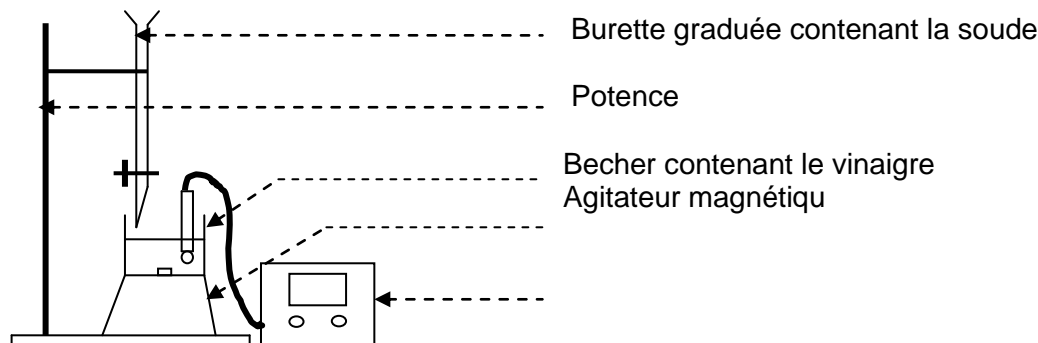 Burette graduée contenant la soude
Potence
Becher contenant le vinaigre
Agitateur magnétiqu